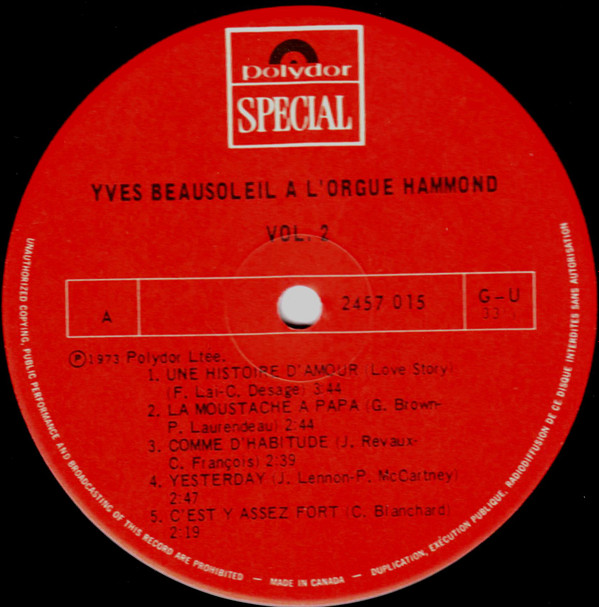 polydor
SPECIAL
YVES BEAUSOLEIL A L'ORGUE HAMMOND
VOL. 2
A
2457 015
G-U
33
Ⓟ1973 Polydor Ltée.
1. UNE HISTOIRE D'AMOUR (Love Story)
(F. Lai-C. Desage) 3:44
2. LA MOUSTACHE A PAPA (G. Brown-
P. Laurendeau) 2:44
3. COMME D'HABITUDE (J. Revaux-
C. François) 2:39
4. YESTERDAY (J. Lennon-P. McCartney)
2:47
5. C'EST Y ASSEZ FORT (C. Blanchard)
2:19
UNAUTHORIZED COPYING, PUBLIC PERFORMANCE AND BROADCASTING OF THIS RECORD ARE PROHIBITED — MADE IN CANADA — DUPLICATION, EXÉCUTION PUBLIQUE, RADIODIFFUSION DE CE DISQUE INTERDITES SANS AUTORISATION